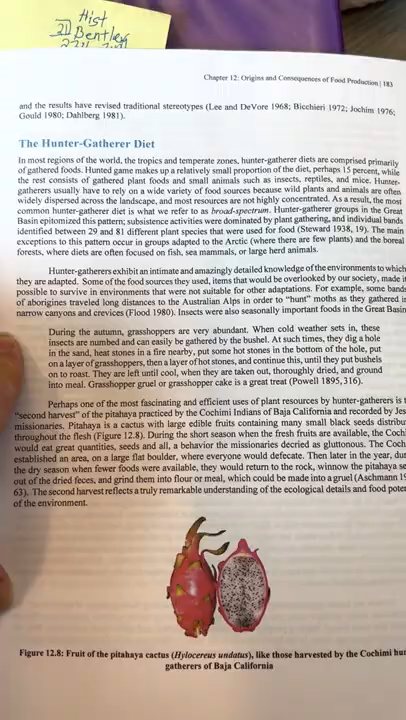 Hist
Bentley
Chapter 12: Origins and Consequences of Food Production | 183
and the results have revised traditional stereotypes (Lee and DeVore 1968; Bicchieri 1972; Jochim 1976;
Gould 1980; Dahlberg 1981).
The Hunter-Gatherer Diet
In most regions of the world, the tropics and temperate zones, hunter-gatherer diets are comprised primarily
of gathered foods. Hunted game makes up a relatively small proportion of the diet, perhaps 15 percent, while
the rest consists of gathered plant foods and small animals such as insects, reptiles, and mice. Hunter-
gatherers usually have to rely on a wide variety of food sources because wild plants and animals are often
widely dispersed across the landscape, and most resources are not highly concentrated. As a result, the most
common hunter-gatherer diet is what we refer to as broad-spectrum. Hunter-gatherer groups in the Great
Basin epitomized this pattern; subsistence activities were dominated by plant gathering, and individual bands
identified between 29 and 81 different plant species that were used for food (Steward 1938, 19). The main
exceptions to this pattern occur in groups adapted to the Arctic (where there are few plants) and the boreal
forests, where diets are often focused on fish, sea mammals, or large herd animals.
Hunter-gatherers exhibit an intimate and amazingly detailed knowledge of the environments to which
they are adapted. Some of the food sources they used, items that would be overlooked by our society, made i
possible to survive in environments that were not suitable for other adaptations. For example, some bands
of aborigines traveled long distances to the Australian Alps in order to “hunt” moths as they gathered i
narrow canyons and crevices (Flood 1980). Insects were also seasonally important foods in the Great Basin
During the autumn, grasshoppers are very abundant. When cold weather sets in, these
insects are numbed and can easily be gathered by the bushel. At such times, they dig a hole
in the sand, heat stones in a fire nearby, put some hot stones in the bottom of the hole, put
on a layer of grasshoppers, then a layer of hot stones, and continue this, until they put bushels
on to roast. They are left until cool, when they are taken out, thoroughly dried, and ground
into meal. Grasshopper gruel or grasshopper cake is a great treat (Powell 1895, 316).
Perhaps one of the most fascinating and efficient uses of plant resources by hunter-gatherers is t
“second harvest” of the pitahaya practiced by the Cochimi Indians of Baja California and recorded by Jes
missionaries. Pitahaya is a cactus with large edible fruits containing many small black seeds distribu
throughout the flesh (Figure 12.8). During the short season when the fresh fruits are available, the Coch
would eat great quantities, seeds and all, a behavior the missionaries decried as gluttonous. The Coch
established an area, on a large flat boulder, where everyone would defecate. Then later in the year, dur
the dry season when fewer foods were available, they would return to the rock, winnow the pitahaya se
out of the dried feces, and grind them into flour or meal, which could be made into a gruel (Aschmann 19
63). The second harvest reflects a truly remarkable understanding of the ecological details and food poten
of the environment.
Figure 12.8: Fruit of the pitahaya cactus (Hylocereus undatus), like those harvested by the Cochimi hun
gatherers of Baja California